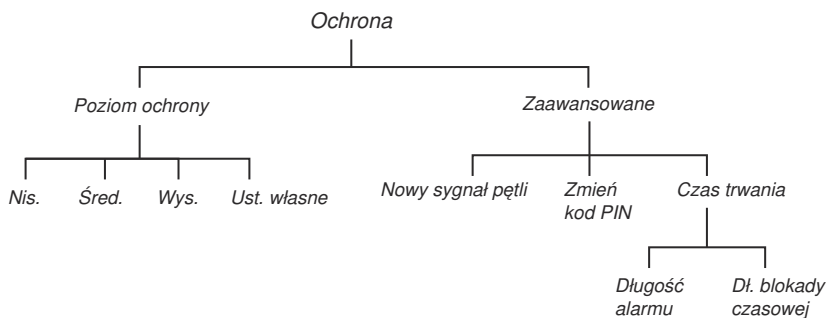 Ochrona
Poziom ochrony
Zaawansowane
Nis.
Śred.
Wys.
Ust. własne
Nowy sygnał pętli
Zmień
kod PIN
Czas trwania
Długość
alarmu
Dł. blokady
czasowej